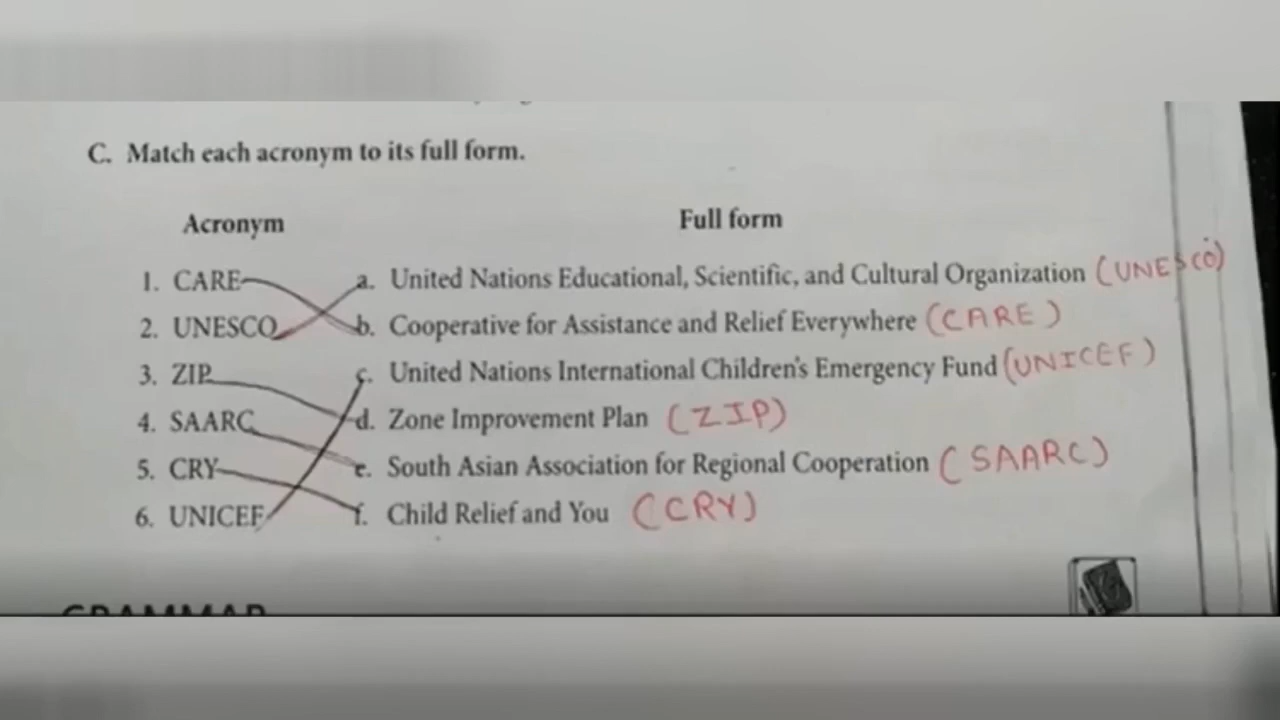 C. Match each acronym to its full form.
Acronym Full form
1. CARE a. United Nations Educational, Scientific, and Cultural Organization (UNESCO)
2. UNESCO b. Cooperative for Assistance and Relief Everywhere (CARE)
3. ZIP c. United Nations International Children's Emergency Fund (UNICEF)
4. SAARC d. Zone Improvement Plan (ZIP)
5. CRY e. South Asian Association for Regional Cooperation (SAARC)
6. UNICEF f. Child Relief and You (CRY)
GRAMMAR